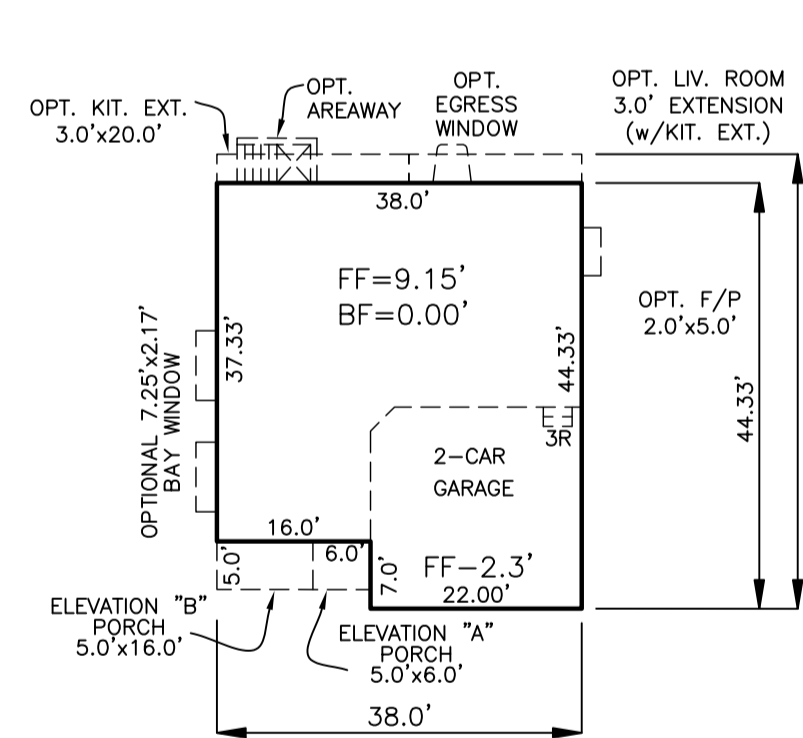 OPT. KIT. EXT.
3.0'x20.0'
OPT.
AREAWAY
OPT.
EGRESS
WINDOW
OPT. LIV. ROOM
3.0' EXTENSION
(w/KIT. EXT.)
38.0'
FF=9.15'
BF=0.00'
OPT. F/P
2.0'x5.0'
OPTIONAL 7.25'x2.17'
BAY WINDOW
37.33'
44.33'
44.33'
3R
2-CAR
GARAGE
16.0'
6.0'
5.0'
7.0'
FF-2.3'
22.00'
ELEVATION "B"
PORCH
5.0'x16.0'
ELEVATION "A"
PORCH
5.0'x6.0'
38.0'